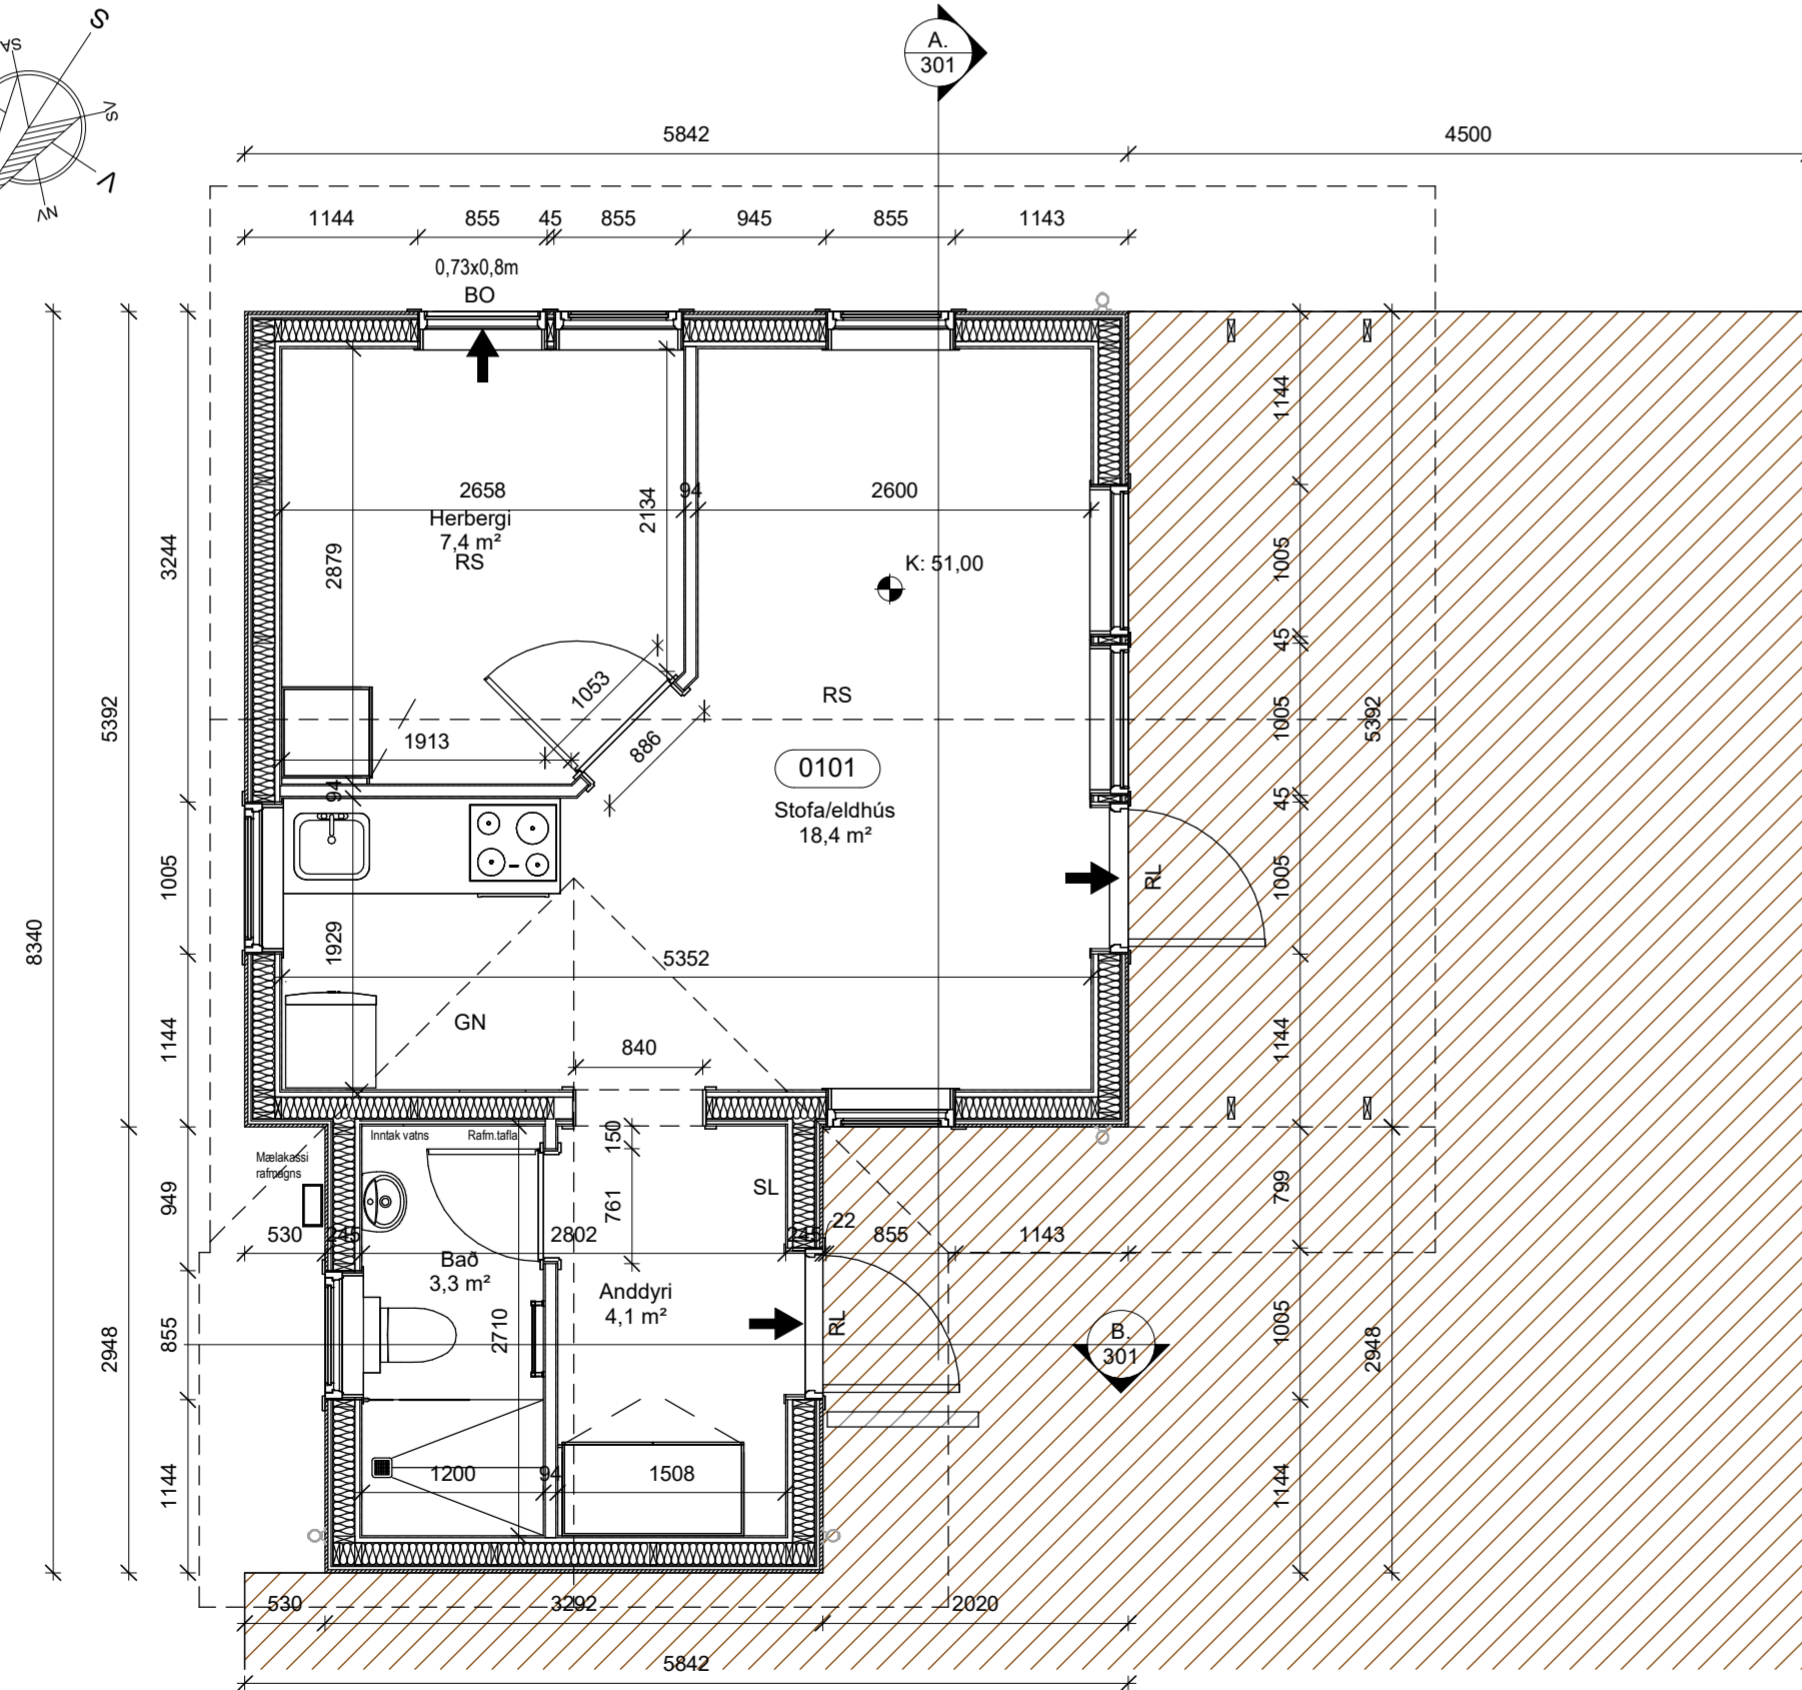 S
SA
VS
V
NV
A.
301
5842
4500
1144
855
45
855
945
855
1143
0,73x0,8m
BO
2658
94
2600
Herbergi
7,4 m²
RS
2134
2879
3244
K: 51,00
1144
1005
45
1005
45
1005
1144
5392
5392
8340
1053
886
1913
94
RS
0101
Stofa/eldhús
18,4 m²
RL
1005
1929
5352
GN
1144
840
150
Inntak vatns
Rafm.tafla
Mælakassi
rafmagns
SL
761
949
799
530
245
2802
245
22
855
1143
Bað
3,3 m²
Anddyri
4,1 m²
RL
B.
301
2710
855
1005
2948
2948
1200
94
1508
1144
1144
530
3292
2020
5842